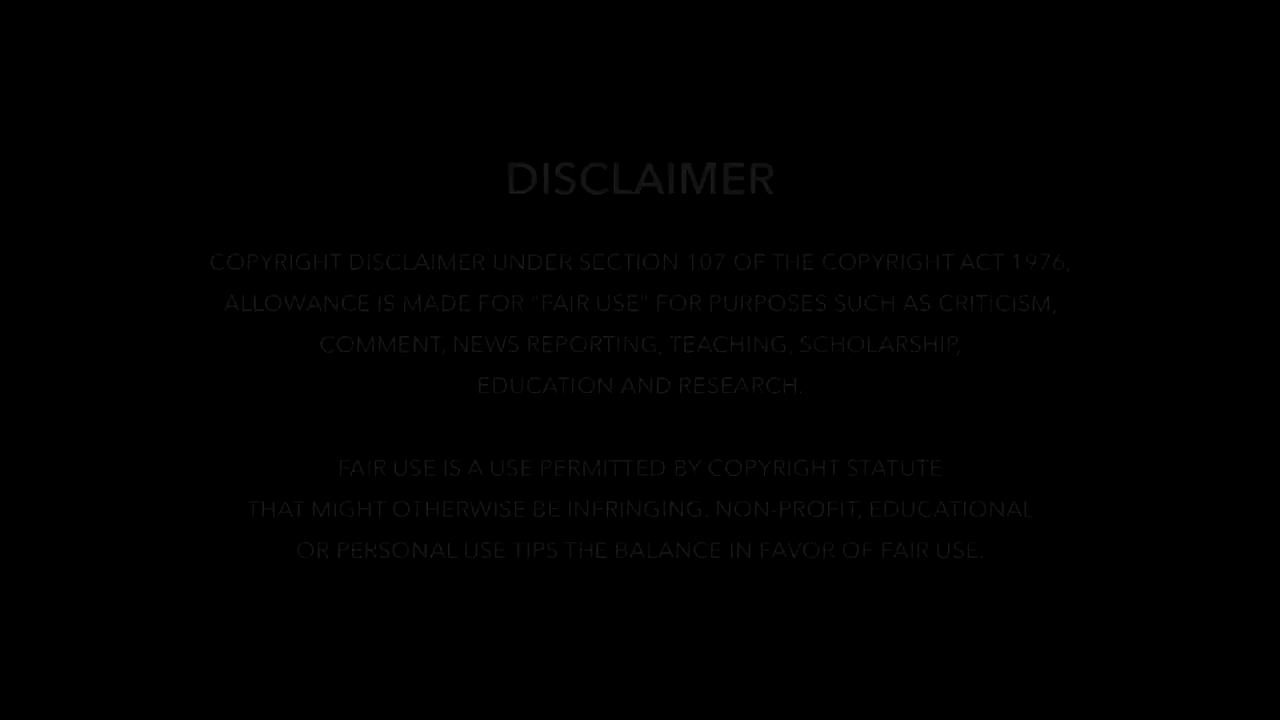 DISCLAIMER
COPYRIGHT DISCLAIMER UNDER SECTION 107 OF THE COPYRIGHT ACT 1976,
ALLOWANCE IS MADE FOR "FAIR USE" FOR PURPOSES SUCH AS CRITICISM,
COMMENT, NEWS REPORTING, TEACHING, SCHOLARSHIP,
EDUCATION AND RESEARCH.
FAIR USE IS A USE PERMITTED BY COPYRIGHT STATUTE
THAT MIGHT OTHERWISE BE INFRINGING. NON-PROFIT, EDUCATIONAL
OR PERSONAL USE TIPS THE BALANCE IN FAVOR OF FAIR USE.